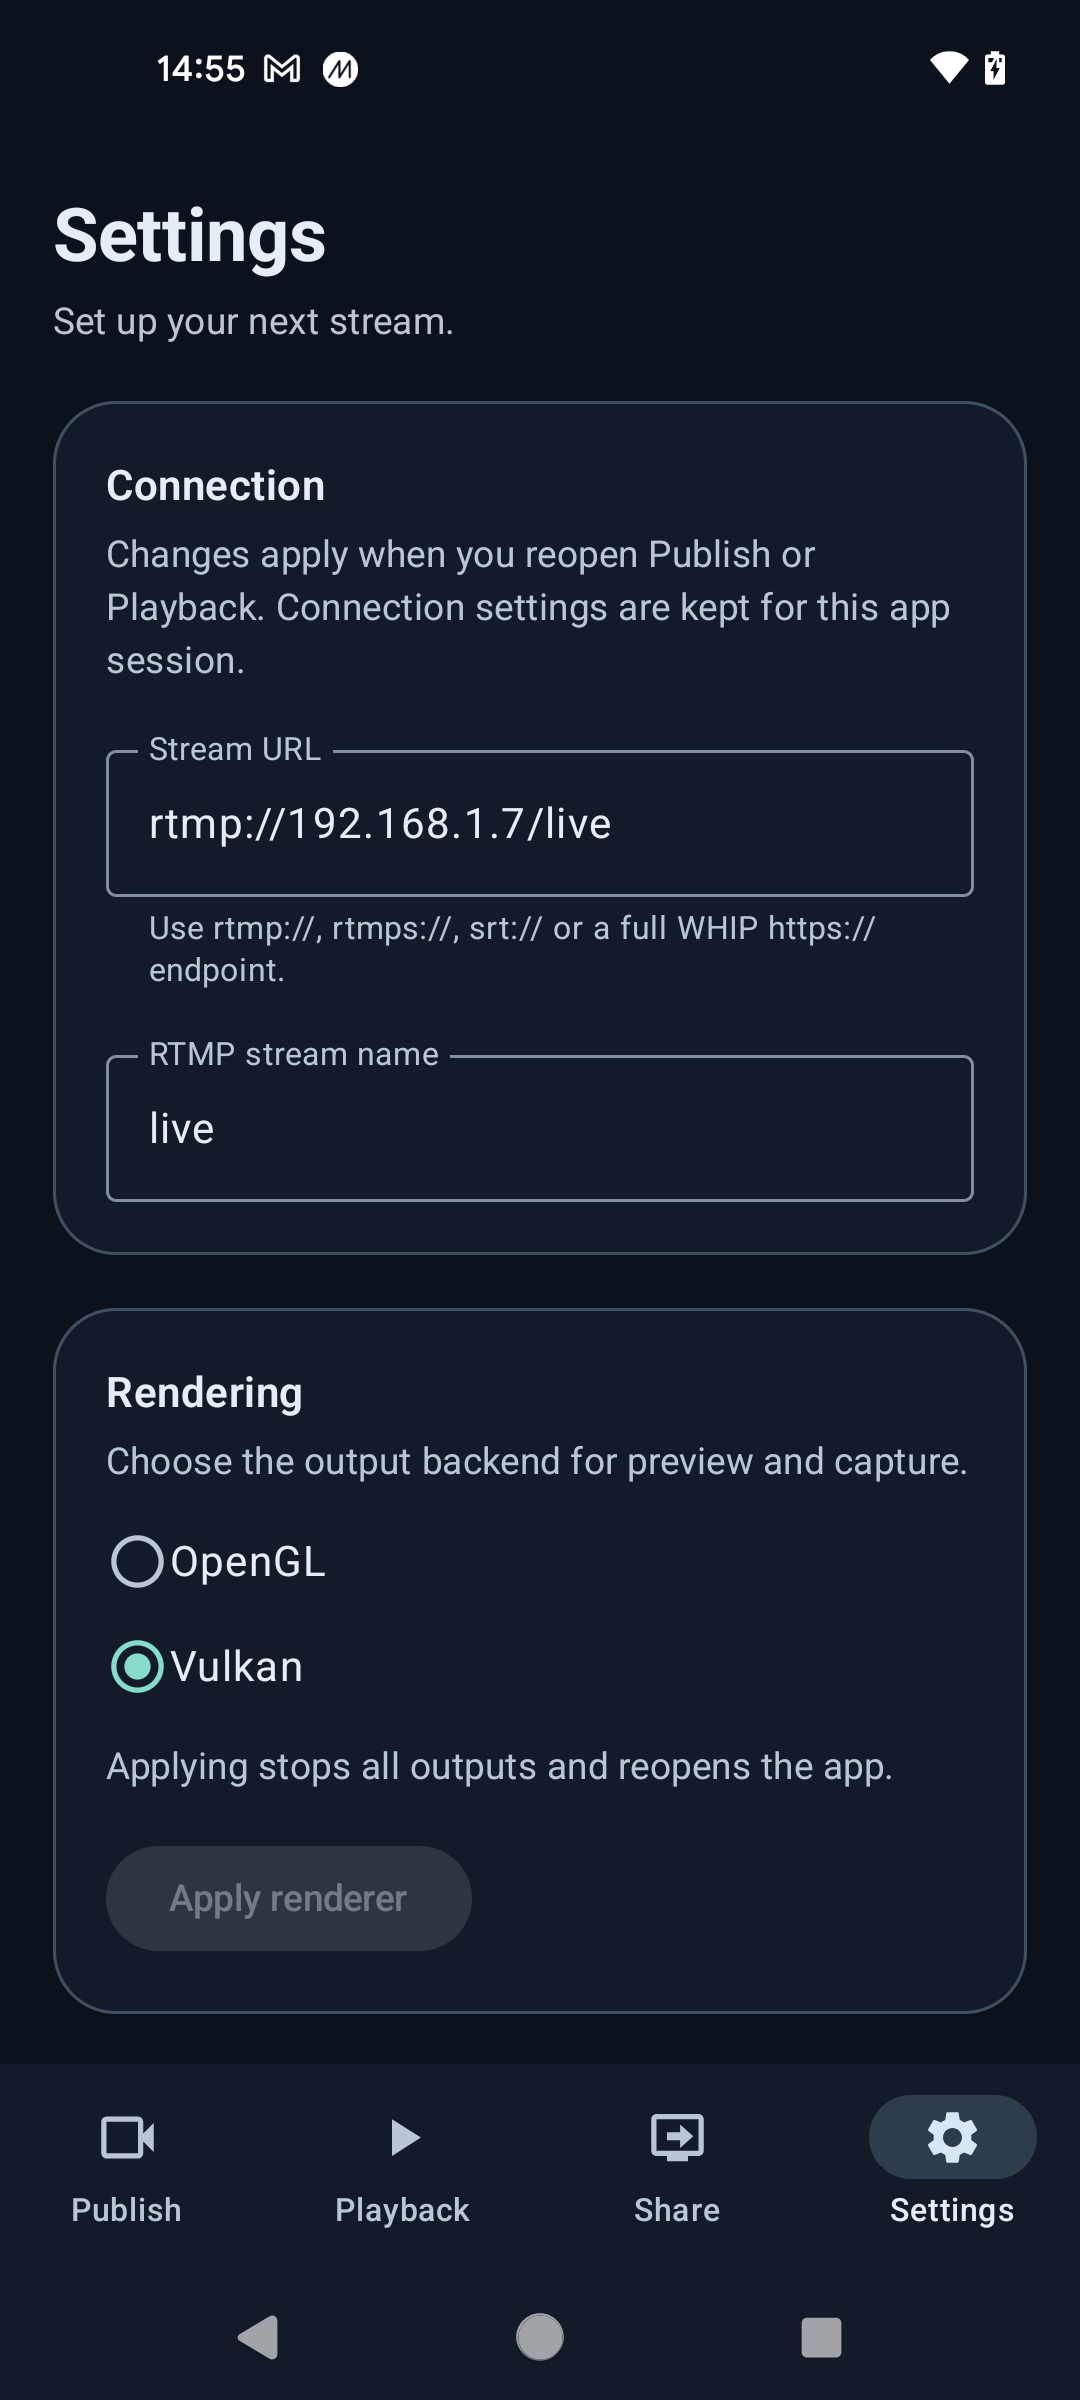 14:55
Settings
Set up your next stream.
Connection
Changes apply when you reopen Publish or
Playback. Connection settings are kept for this app
session.
Stream URL
rtmp://192.168.1.7/live
Use rtmp://, rtmps://, srt:// or a full WHIP https://
endpoint.
RTMP stream name
live
Rendering
Choose the output backend for preview and capture.
OpenGL
Vulkan
Applying stops all outputs and reopens the app.
Apply renderer
Publish
Playback
Share
Settings